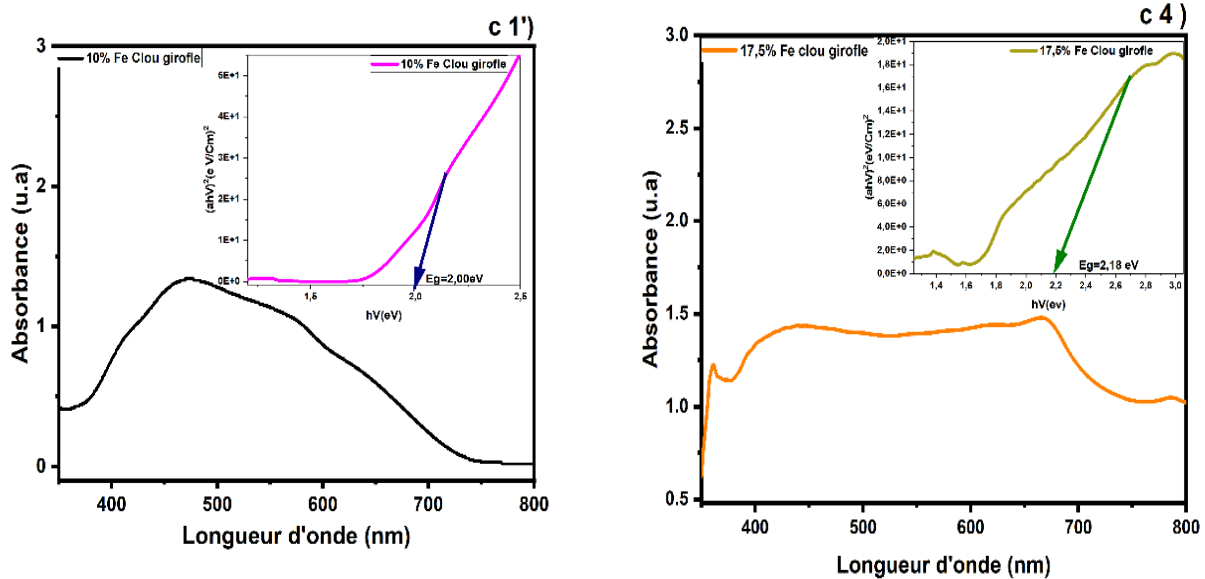 c 1')
3
2
1
0
Absorbance (u.a)
10% Fe Clou girofle
10% Fe Clou girofle
5E+1
4E+1
3E+1
2E+1
1E+1
0E+0
(ahV)²(e V/Cm)²
Eg=2,00eV
1,6
2,0
2,5
hV(eV)
400
500
600
700
800
Longueur d'onde (nm)
c 4 )
3.0
2.5
2.0
1.5
1.0
0.5
Absorbance (u.a)
17,5% Fe Clou girofle
17,5% Fe Clou girofle
2,0E+1
1,8E+1
1,6E+1
1,4E+1
1,2E+1
1,0E+1
8,0E+0
6,0E+0
4,0E+0
2,0E+0
0,0E+0
(ahV)²(eV/Cm)²
Eg=2,18 eV
1,4
1,6
1,8
2,0
2,2
2,4
2,6
2,8
3,0
hV(ev)
400
500
600
700
800
Longueur d'onde (nm)